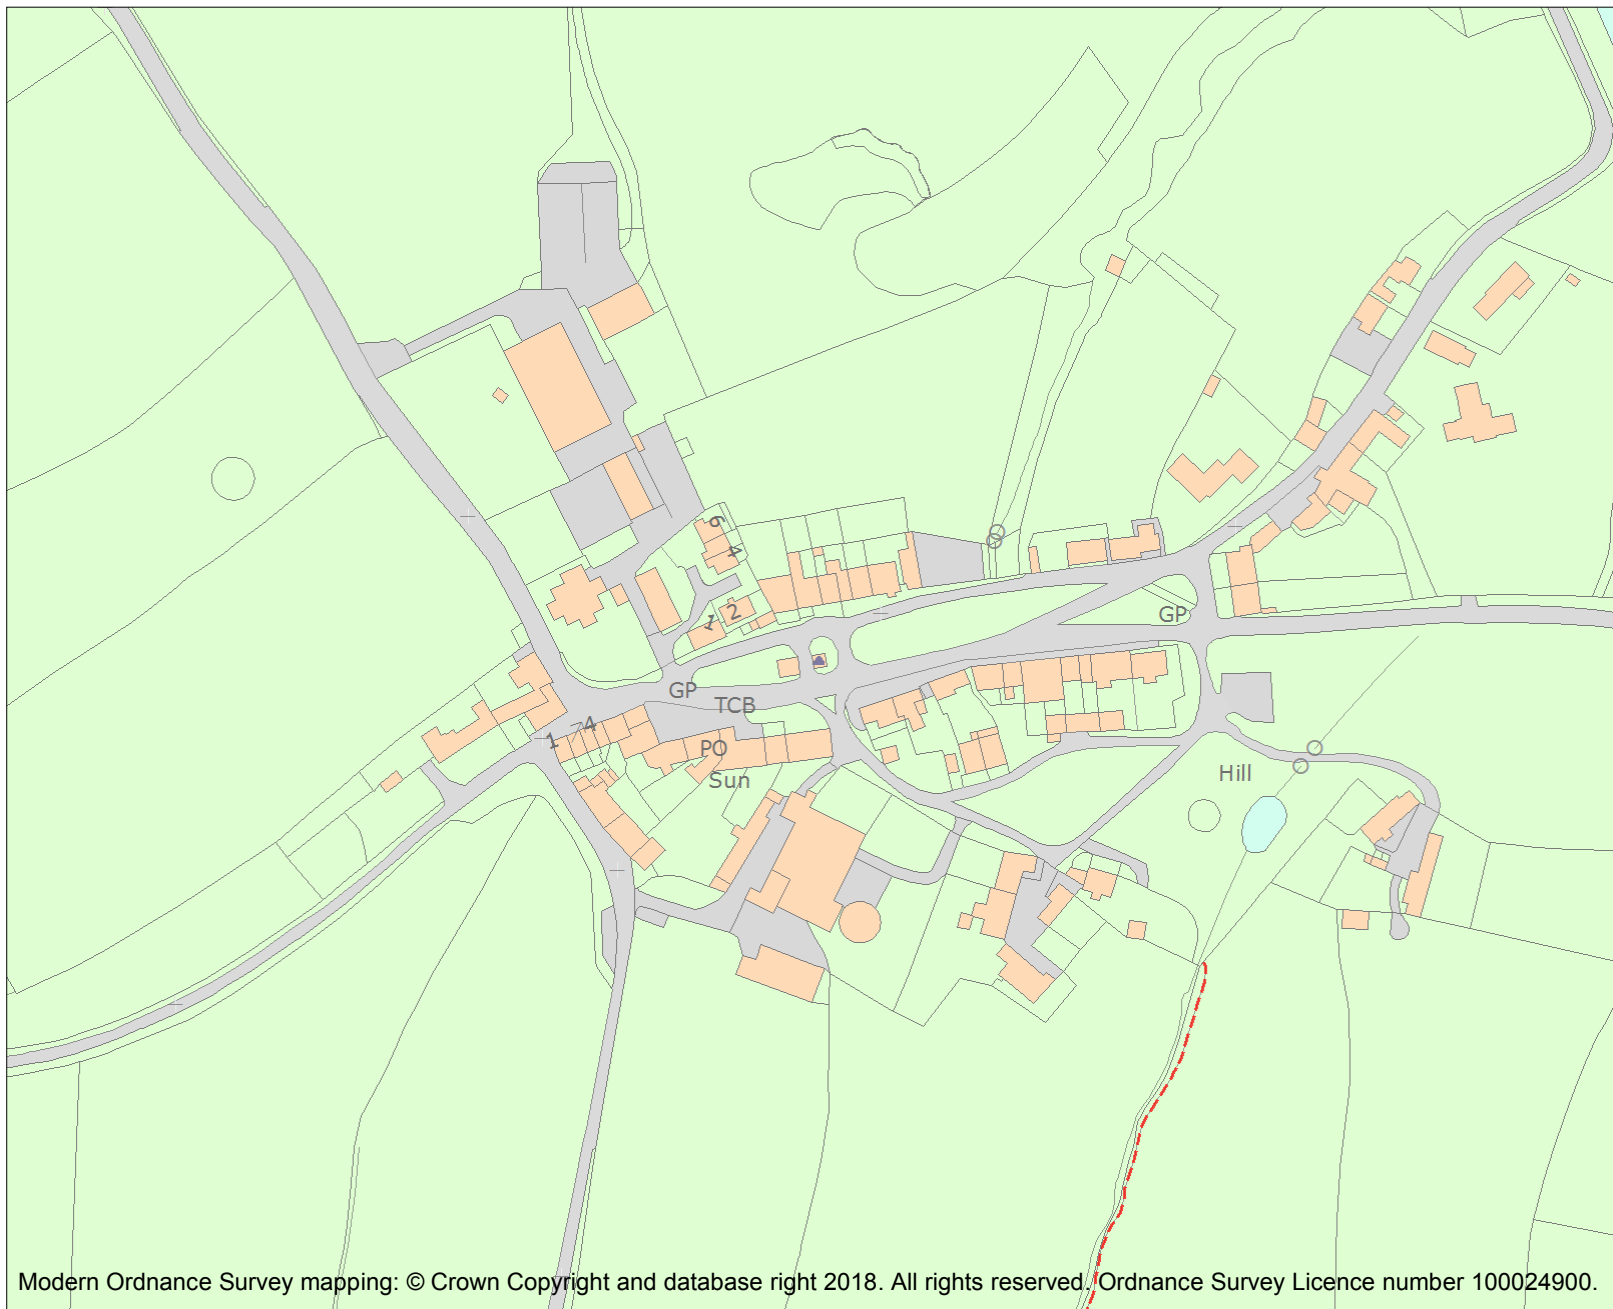 6
4
2
1
GP
GP
TCB
1
4
PO
Sun
Hill
Modern Ordnance Survey mapping: © Crown Copyright and database right 2018. All rights reserved. Ordnance Survey Licence number 100024900.